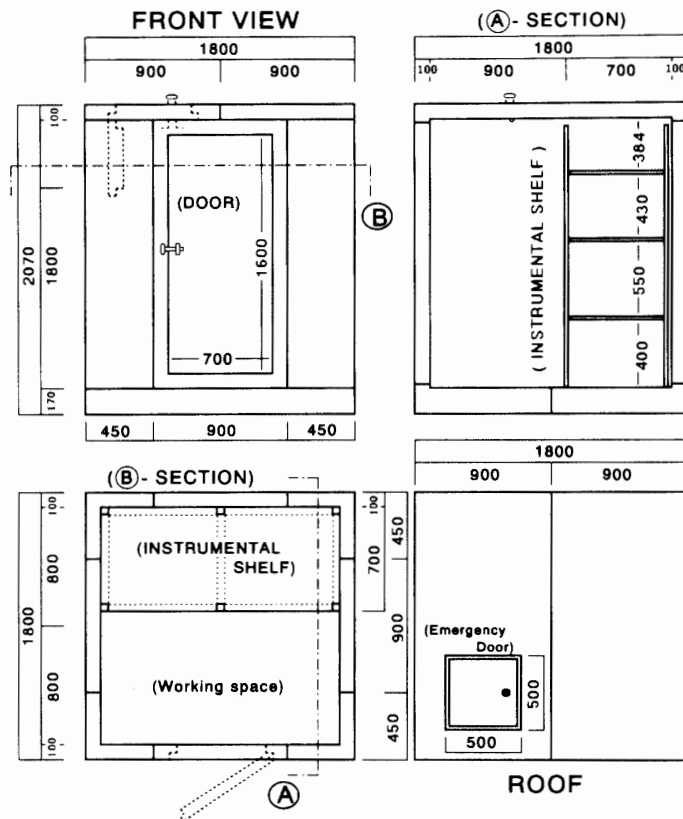 FRONT VIEW
1800
900 900
100
2070
1800
170
(DOOR)
1600
700
B
450 900 450
(A - SECTION)
1800
100 900 700 100
(INSTRUMENTAL SHELF)
384
430
550
400
(B - SECTION)
1800
100
800
800
100
(INSTRUMENTAL
SHELF)
(Working space)
A
100
700
450
900
450
1800
900 900
(Emergency
Door)
500
500
ROOF